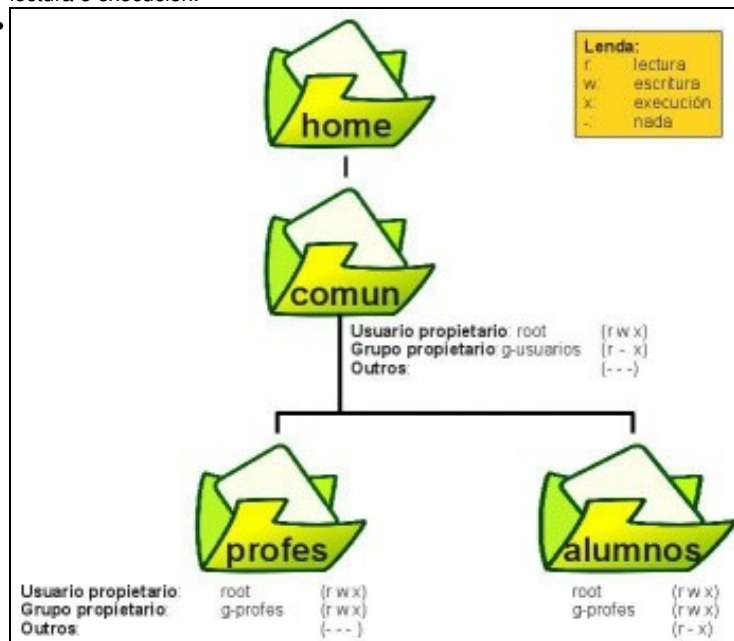 lectura e execución.
Lenda:
r: lectura
w: escritura
x: execución
-: nada
home
comun
Usuario propietario: root (r w x)
Grupo propietario: g-usuarios (r - x)
Outros: (- - -)
profes
alumnos
Usuario propietario: root (r w x) root (r w x)
Grupo propietario: g-profes (r w x) g-profes (r w x)
Outros: (- - - ) (r - x)